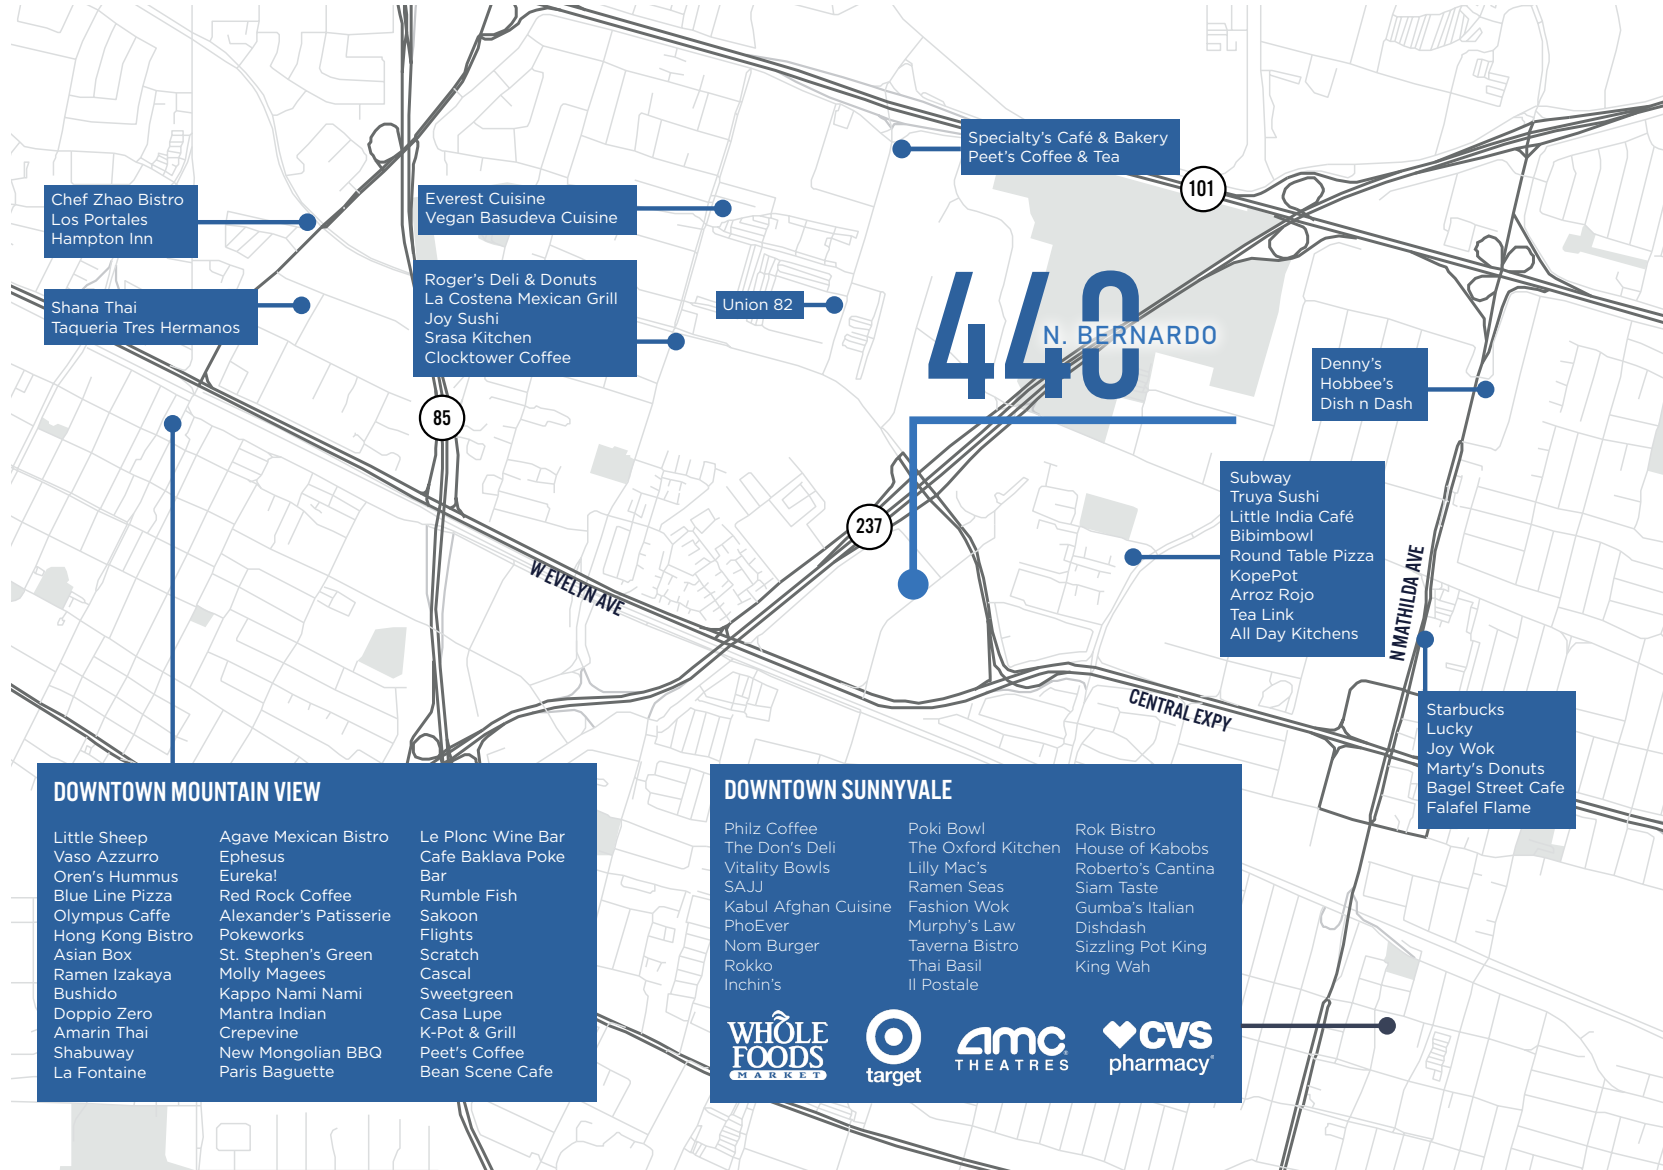 Specialty's Café & Bakery
Peet's Coffee & Tea
101
Chef Zhao Bistro
Los Portales
Hampton Inn
Everest Cuisine
Vegan Basudeva Cuisine
Shana Thai
Taqueria Tres Hermanos
Roger's Deli & Donuts
La Costena Mexican Grill
Joy Sushi
Srasa Kitchen
Clocktower Coffee
Union 82
440
N. BERNARDO
Denny's
Hobbee's
Dish n Dash
85
237
Subway
Truya Sushi
Little India Café
Bibimbowl
Round Table Pizza
KopePot
Arroz Rojo
Tea Link
All Day Kitchens
W EVELYN AVE
N MATHILDA AVE
CENTRAL EXPY
Starbucks
Lucky
Joy Wok
Marty's Donuts
Bagel Street Cafe
Falafel Flame
DOWNTOWN MOUNTAIN VIEW
Little Sheep
Vaso Azzurro
Oren's Hummus
Blue Line Pizza
Olympus Caffe
Hong Kong Bistro
Asian Box
Ramen Izakaya
Bushido
Doppio Zero
Amarin Thai
Shabuway
La Fontaine
Agave Mexican Bistro
Ephesus
Eureka!
Red Rock Coffee
Alexander's Patisserie
Pokeworks
St. Stephen's Green
Molly Magees
Kappo Nami Nami
Mantra Indian
Crepevine
New Mongolian BBQ
Paris Baguette
Le Plonc Wine Bar
Cafe Baklava Poke
Bar
Rumble Fish
Sakoon
Flights
Scratch
Cascal
Sweetgreen
Casa Lupe
K-Pot & Grill
Peet's Coffee
Bean Scene Cafe
DOWNTOWN SUNNYVALE
Philz Coffee
The Don's Deli
Vitality Bowls
SAJJ
Kabul Afghan Cuisine
PhoEver
Nom Burger
Rokko
Inchin's
Poki Bowl
The Oxford Kitchen
Lilly Mac's
Ramen Seas
Fashion Wok
Murphy's Law
Taverna Bistro
Thai Basil
Il Postale
Rok Bistro
House of Kabobs
Roberto's Cantina
Siam Taste
Gumba's Italian
Dishdash
Sizzling Pot King
King Wah
WHOLE
FOODS
MARKET
target
amc
THEATRES
CVS
pharmacy